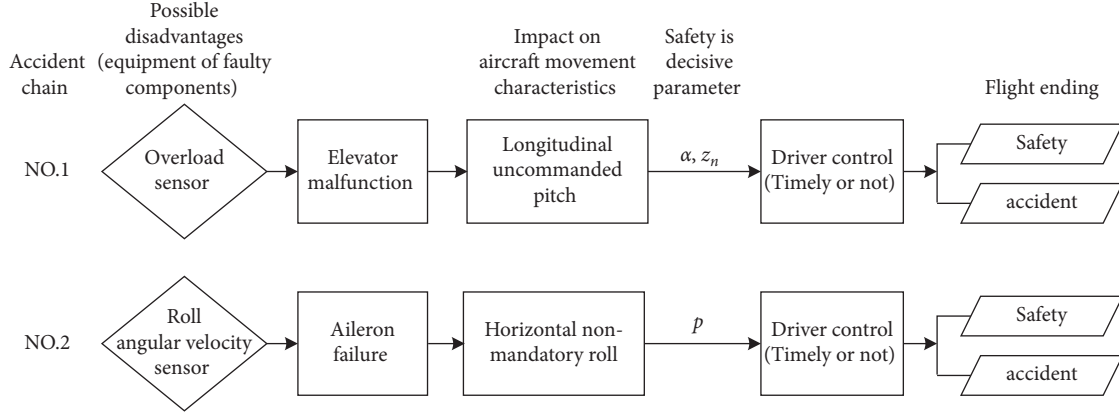 Accident
chain
Possible
disadvantages
(equipment of faulty
components)
Impact on
aircraft movement
characteristics
Safety is
decisive
parameter
Flight ending
NO.1
Overload
sensor
Elevator
malfunction
Longitudinal
uncommanded
pitch
α, zn
Driver control
(Timely or not)
Safety
accident
NO.2
Roll
angular velocity
sensor
Aileron
failure
Horizontal non-
mandatory roll
p
Driver control
(Timely or not)
Safety
accident